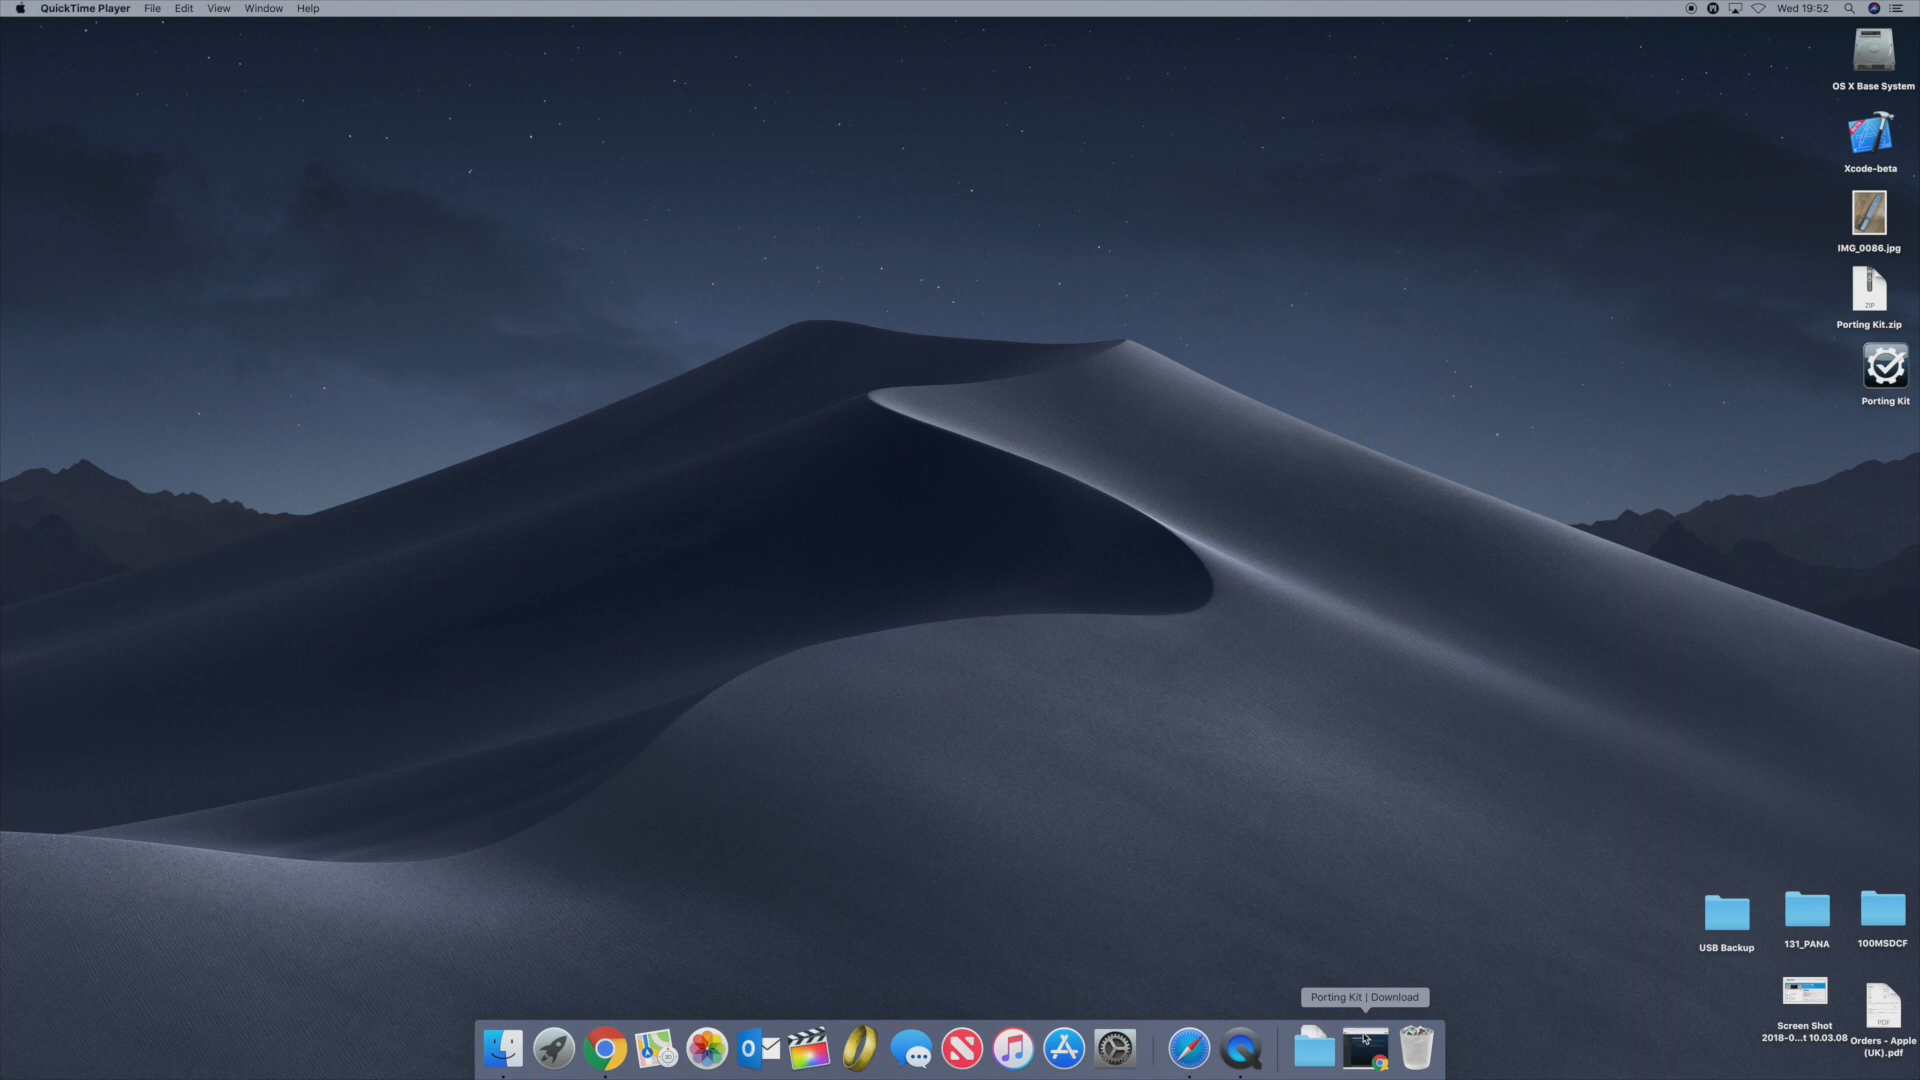 QuickTime Player File Edit View Window Help
Wed 19:52
OS X Base System
Xcode-beta
IMG_0086.jpg
ZIP
Porting Kit.zip
Porting Kit
USB Backup
131_PANA
100MSDCF
Screen Shot
2018-0...t 10.03.08
PDF
Orders - Apple
(UK).pdf
Porting Kit | Download